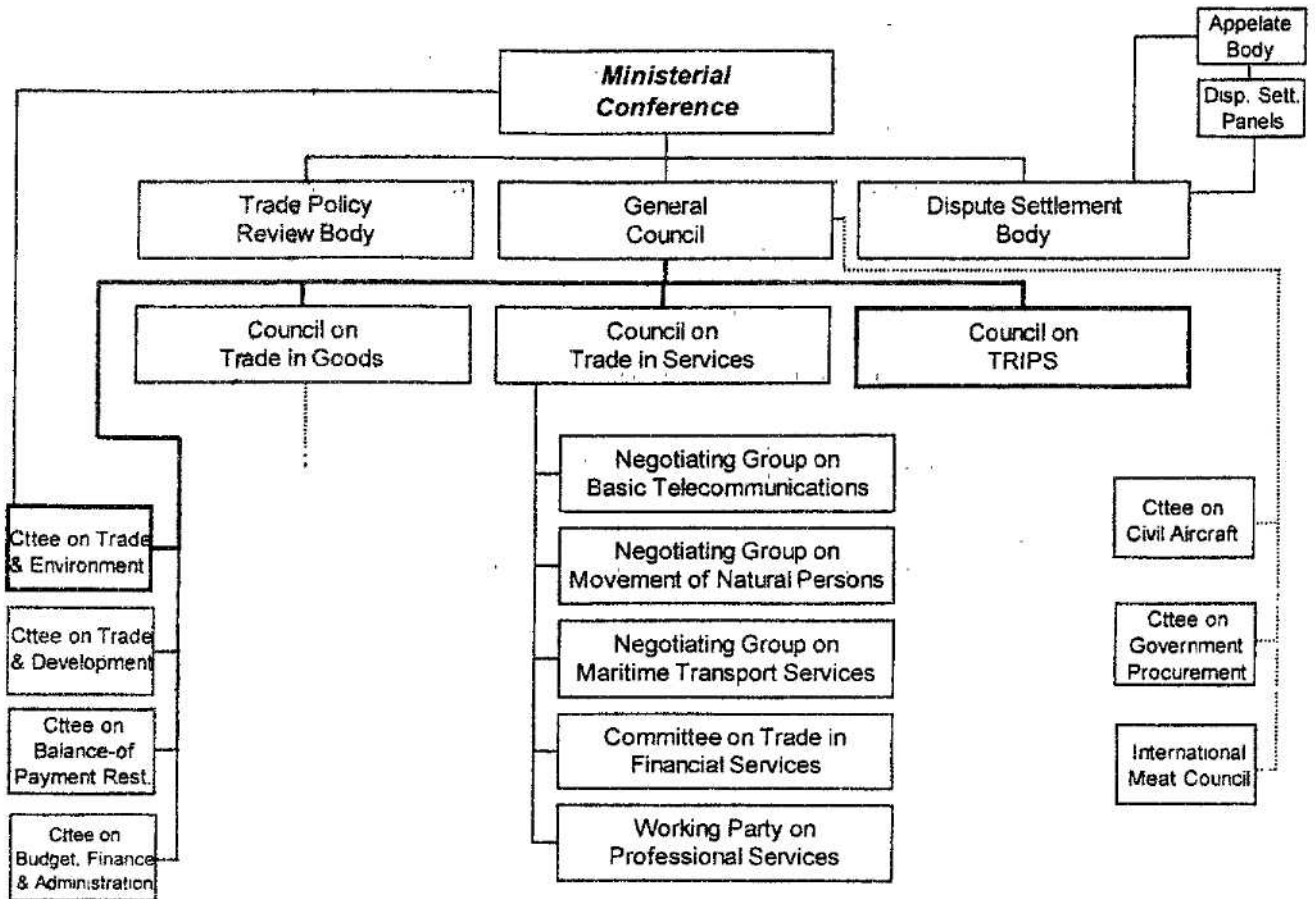 Appelate
Body
Ministerial
Conference
Disp. Sett.
Panels
Trade Policy
Review Body
General
Council
Dispute Settlement
Body
Council on
Trade in Goods
Council on
Trade in Services
Council on
TRIPS
Negotiating Group on
Basic Telecommunications
Negotiating Group on
Movement of Natural Persons
Negotiating Group on
Maritime Transport Services
Committee on Trade in
Financial Services
Working Party on
Professional Services
Cttee on Trade
& Environment
Cttee on Trade
& Development
Cttee on
Balance-of
Payment Rest.
Cttee on
Budget, Finance
& Administration
Cttee on
Civil Aircraft
Cttee on
Government
Procurement
International
Meat Council